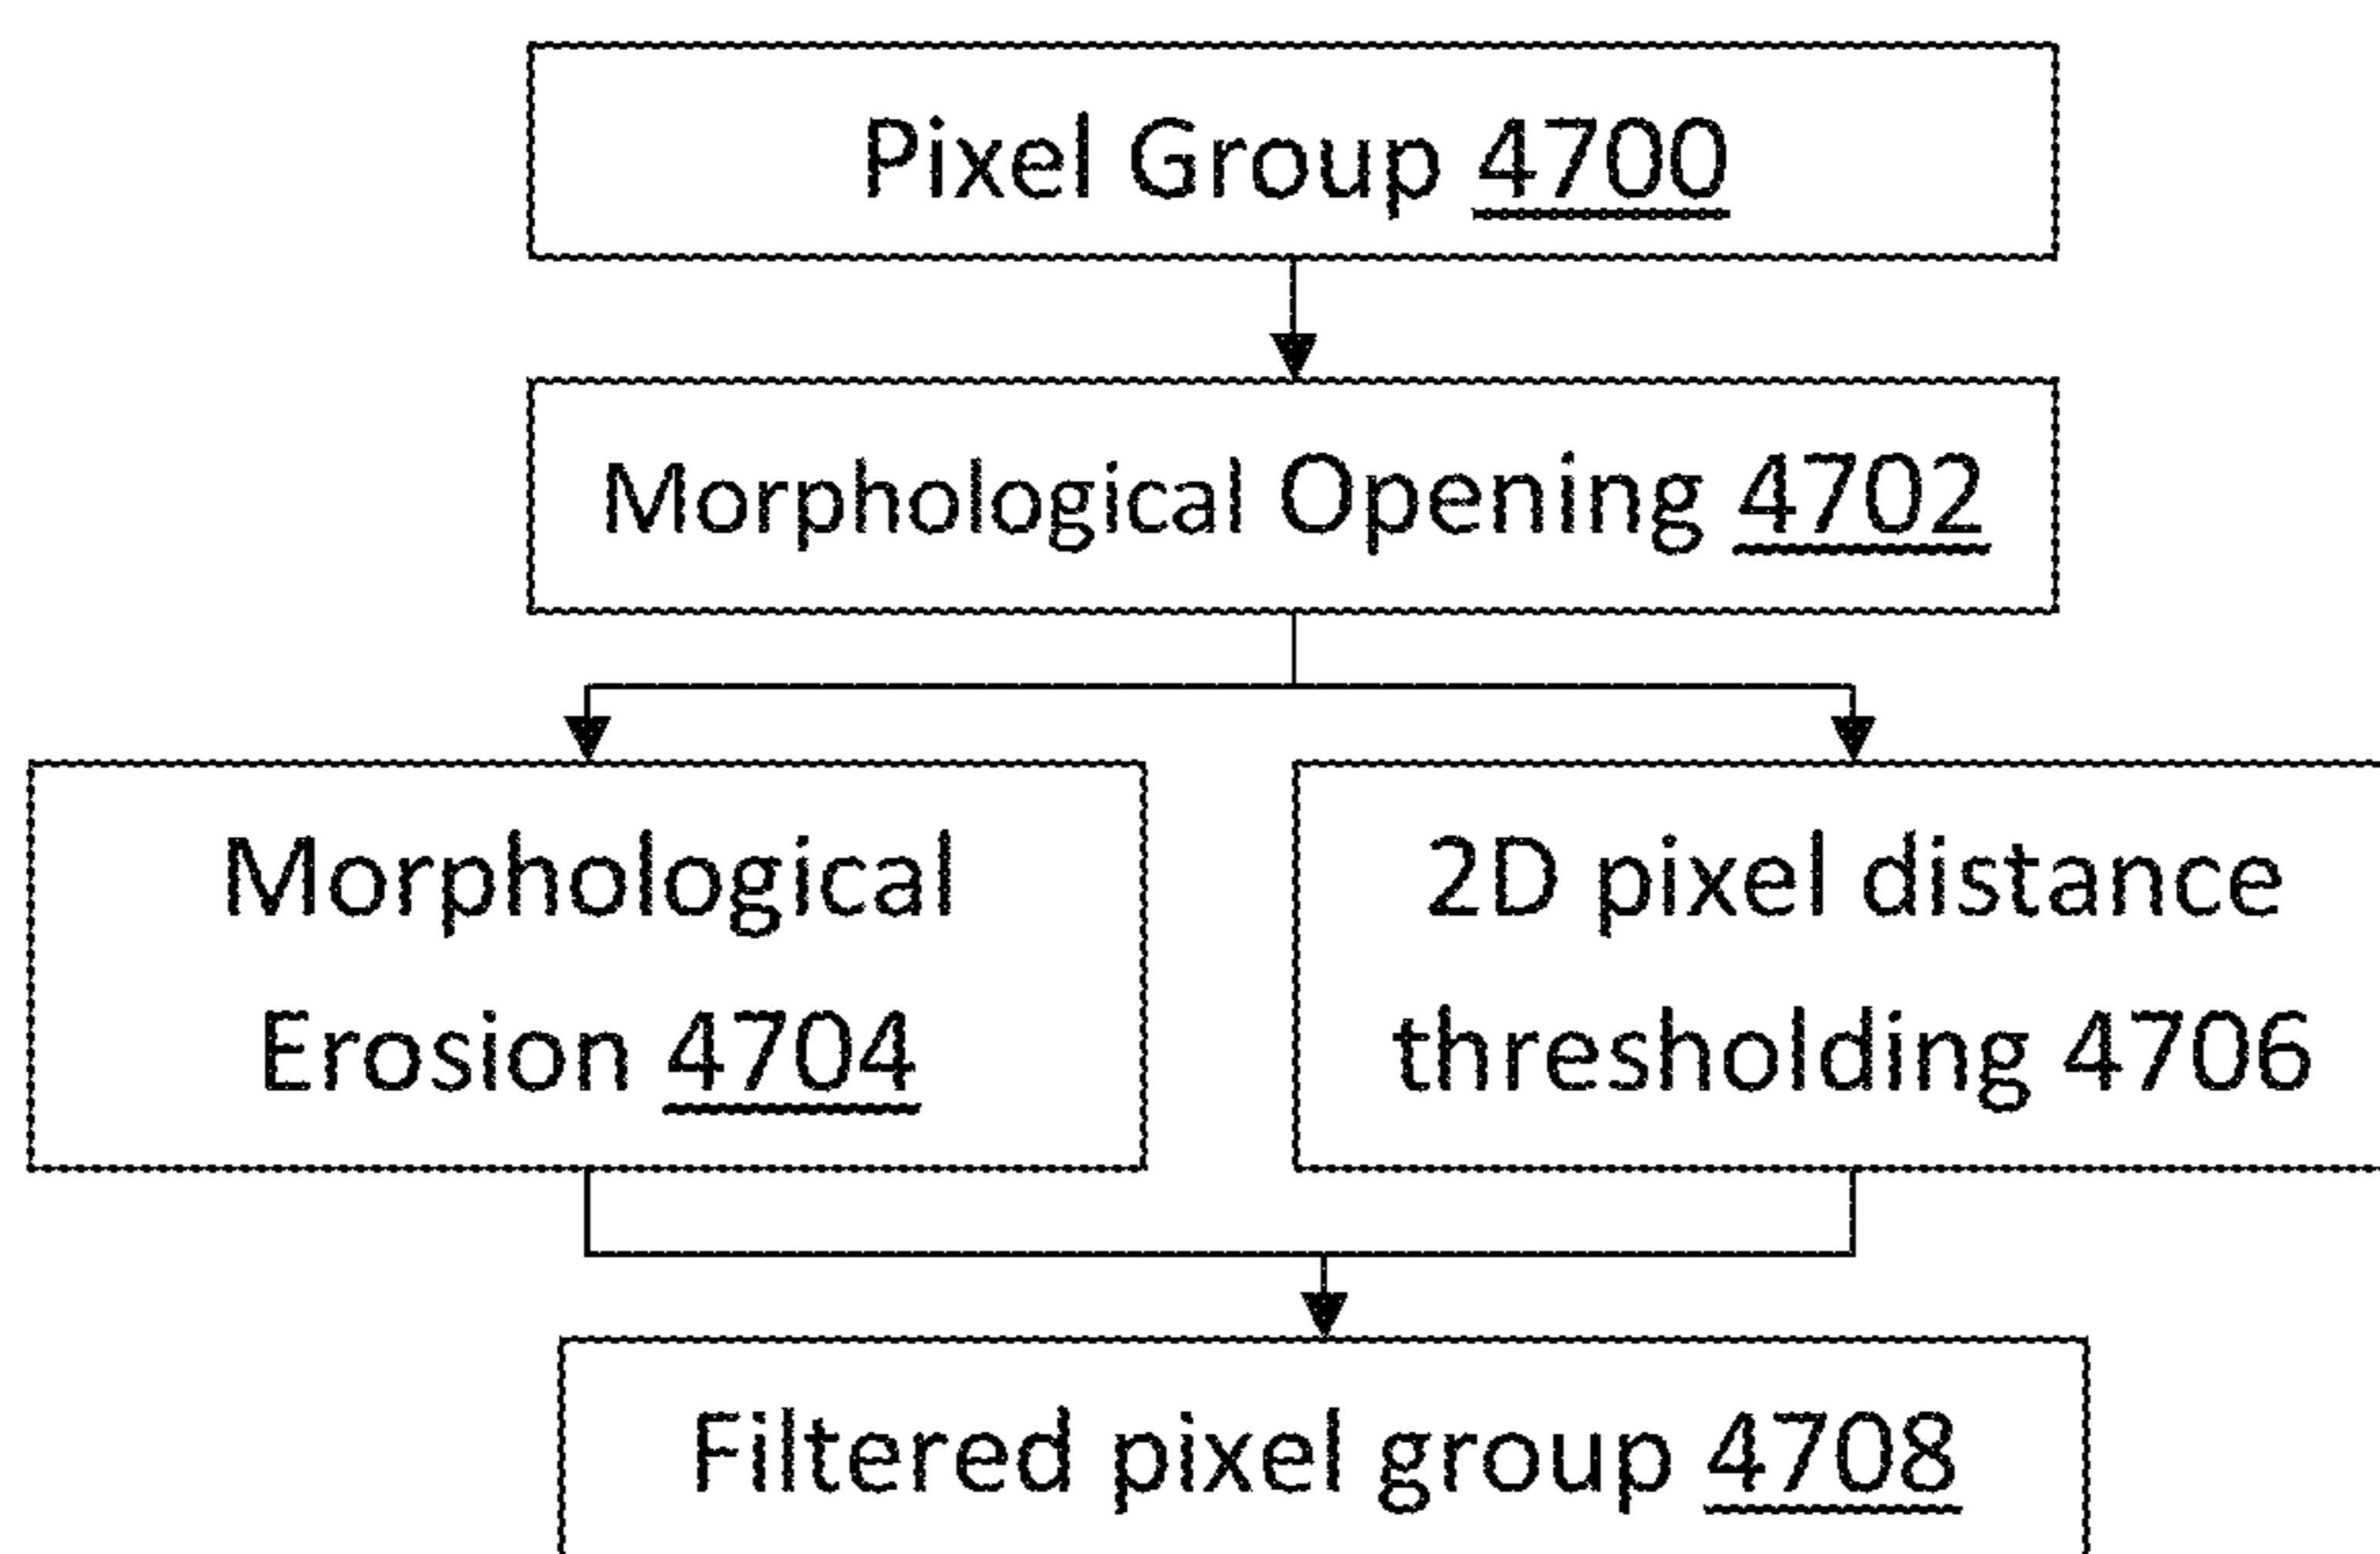 Pixel Group 4700
Morphological Opening 4702
Morphological
Erosion 4704
2D pixel distance
thresholding 4706
Filtered pixel group 4708